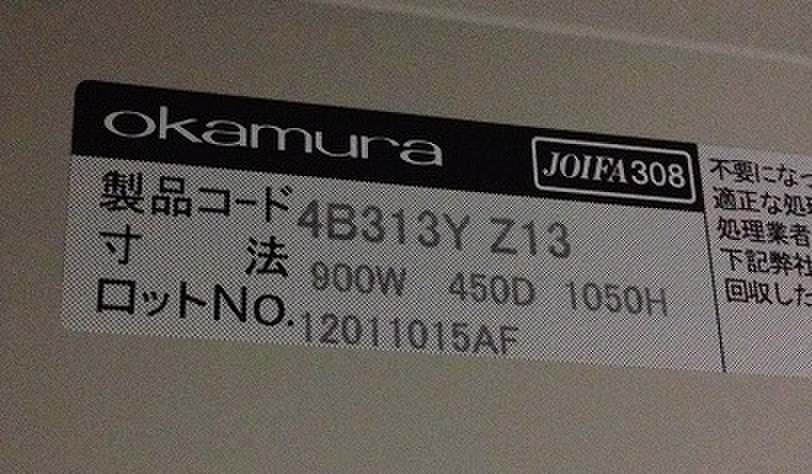 okamura
JOIFA308
製品コード 4B313Y Z13
寸 法 900W 450D 1050H
ロットNo. 12011015AF
不要になっ
適正な処理
処理業者
下記弊社
回収した